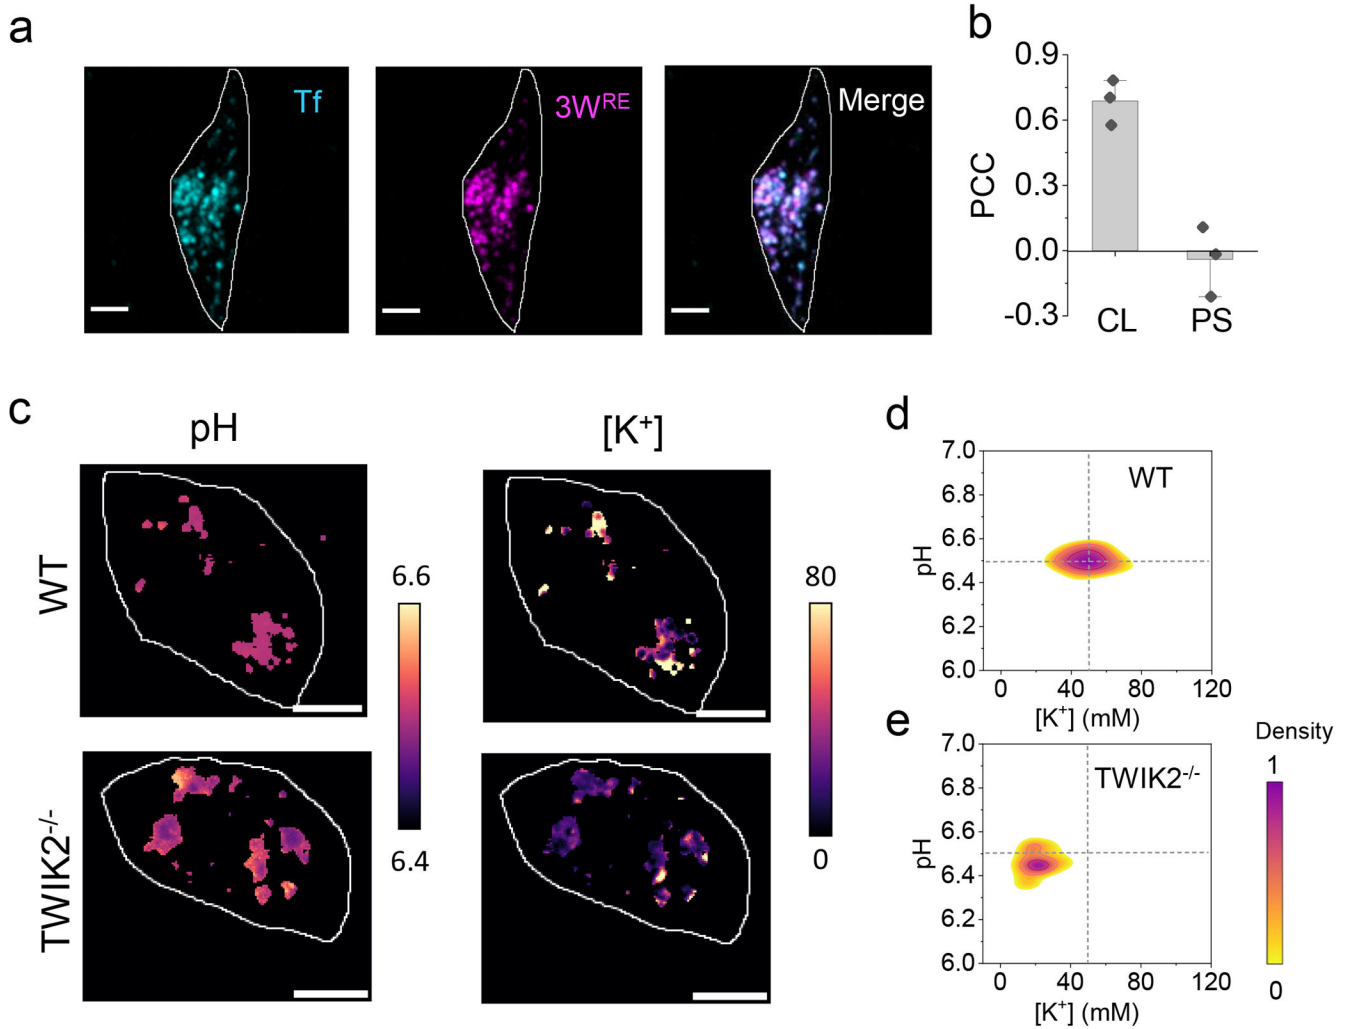 a
Tf
3W^RE
Merge
b
PCC
0.9
0.6
0.3
0.0
-0.3
CL
PS
c
pH
[K⁺]
WT
6.6
6.4
80
0
TWIK2⁻/⁻
d
WT
pH
7.0
6.8
6.6
6.4
6.2
6.0
0
40
80
120
[K⁺] (mM)
e
TWIK2⁻/⁻
pH
7.0
6.8
6.6
6.4
6.2
6.0
0
40
80
120
[K⁺] (mM)
Density
1
0